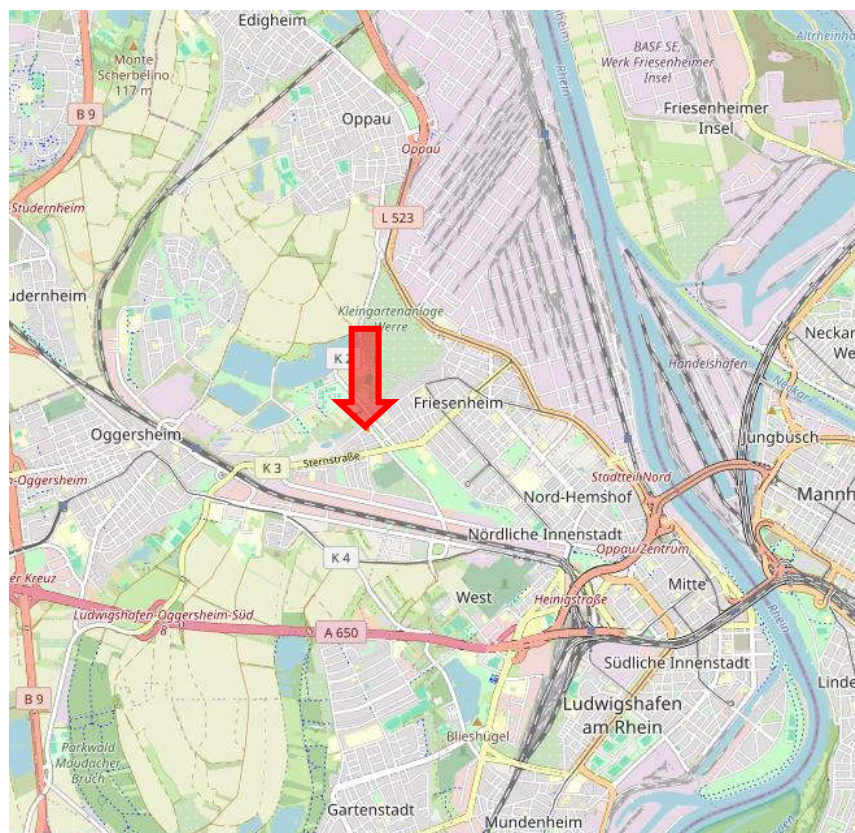 Edigheim
Altrheinha
Monte
Scherbelino
117 m
BASF SE,
Werk Friesenheimer
Insel
Rhein
B 9
Oppau
Friesenheimer
Insel
Oppau
Studernheim
L 523
udernheim
Kleingartenanlage
Werre
K 2
Neckar
We
Handelshafen
Neckar
Friesenheim
Oggersheim
Jungbusch
Sternstraße
K 3
n-Oggersheim
Stadtteil Nord
Nord-Hemshof
Mannh
Nördliche Innenstadt
Oppau/Zentrum
K 4
er Kreuz
West
Heinigstraße
Mitte
Rhein
Ludwigshafen-Oggersheim-Süd
8
A 650
Südliche Innenstadt
Linde
B 9
Ludwigshafen
am Rhein
Blieshügel
Parkwald
Maudacher
Bruch
Gartenstadt
Mundenheim